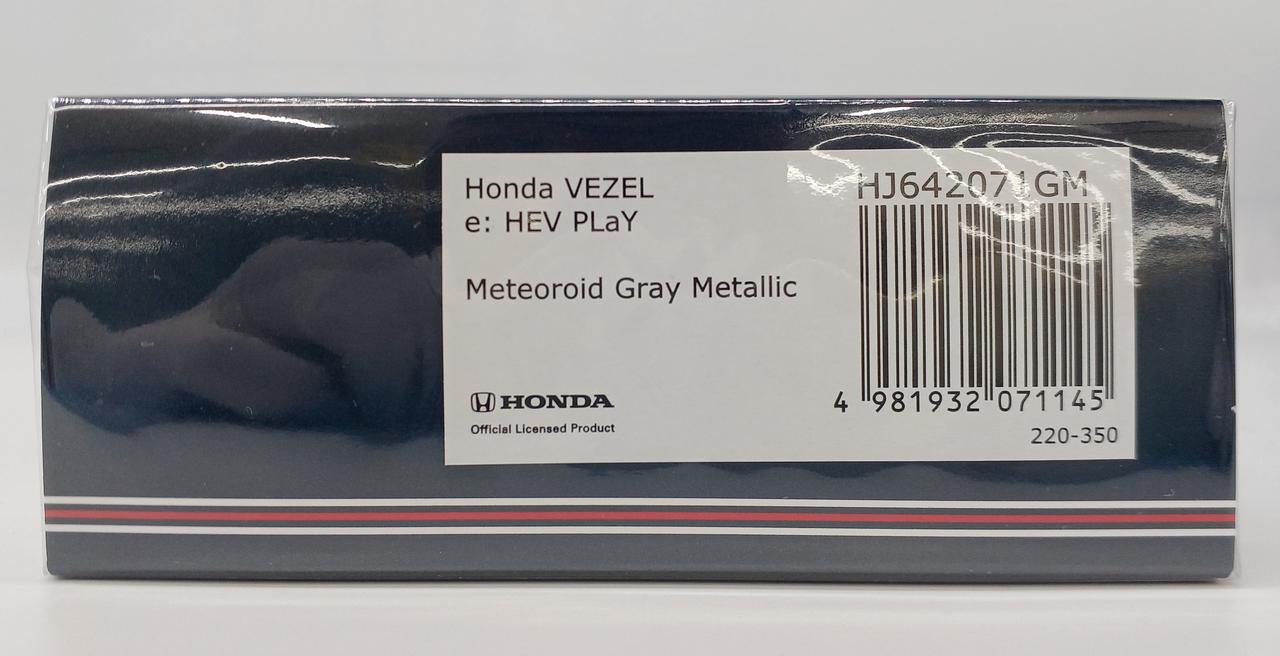 Honda VEZEL
e: HEV PLaY
Meteoroid Gray Metallic
HONDA
Official Licensed Product
HJ642071GM
4 981932 071145
220-350